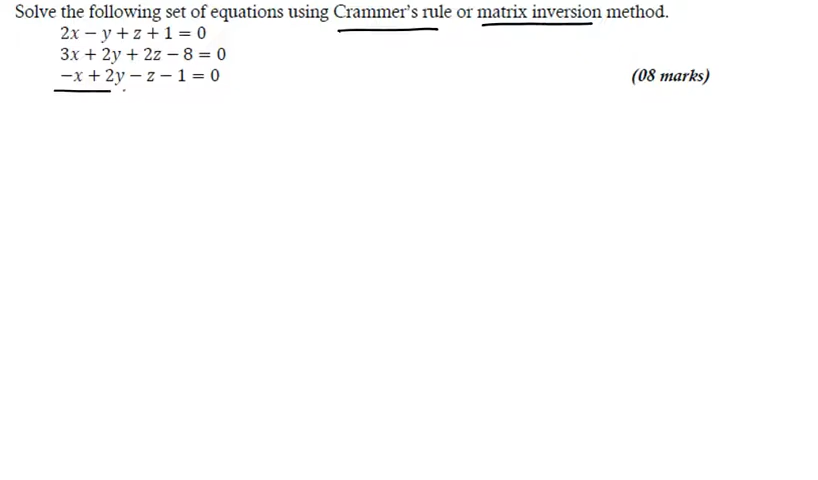 Solve the following set of equations using Crammer's rule or matrix inversion method.
2x − y + z + 1 = 0
3x + 2y + 2z − 8 = 0
−x + 2y − z − 1 = 0
(08 marks)